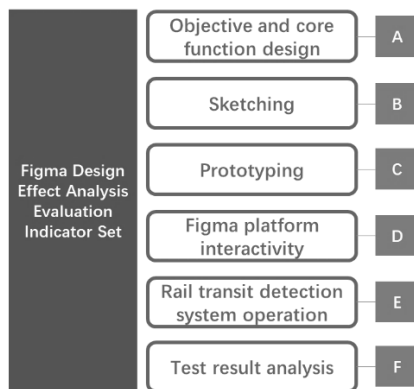 Figma Design
Effect Analysis
Evaluation
Indicator Set
Objective and core
function design
A
Sketching
B
Prototyping
C
Figma platform
interactivity
D
Rail transit detection
system operation
E
Test result analysis
F